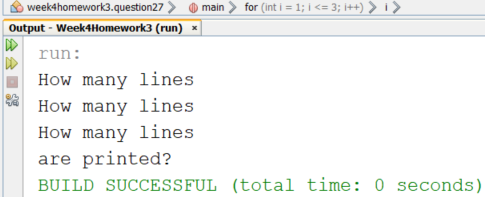 week4homework3.question27 main for (int i = 1; i <= 3; i++) i
Output - Week4Homework3 (run) ×
run:
How many lines
How many lines
How many lines
are printed?
BUILD SUCCESSFUL (total time: 0 seconds)